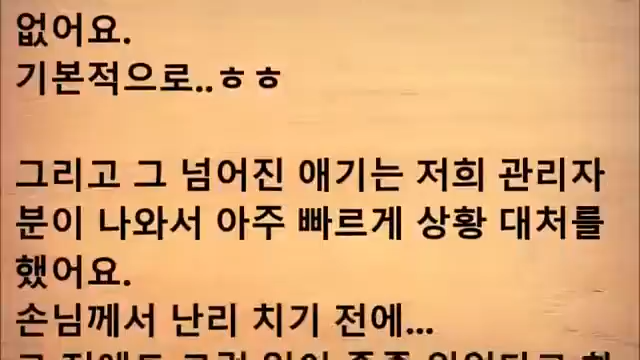 없어요.
기본적으로..ㅎㅎ
그리고 그 넘어진 애기는 저희 관리자
분이 나와서 아주 빠르게 상황 대처를
했어요.
손님께서 난리 치기 전에...